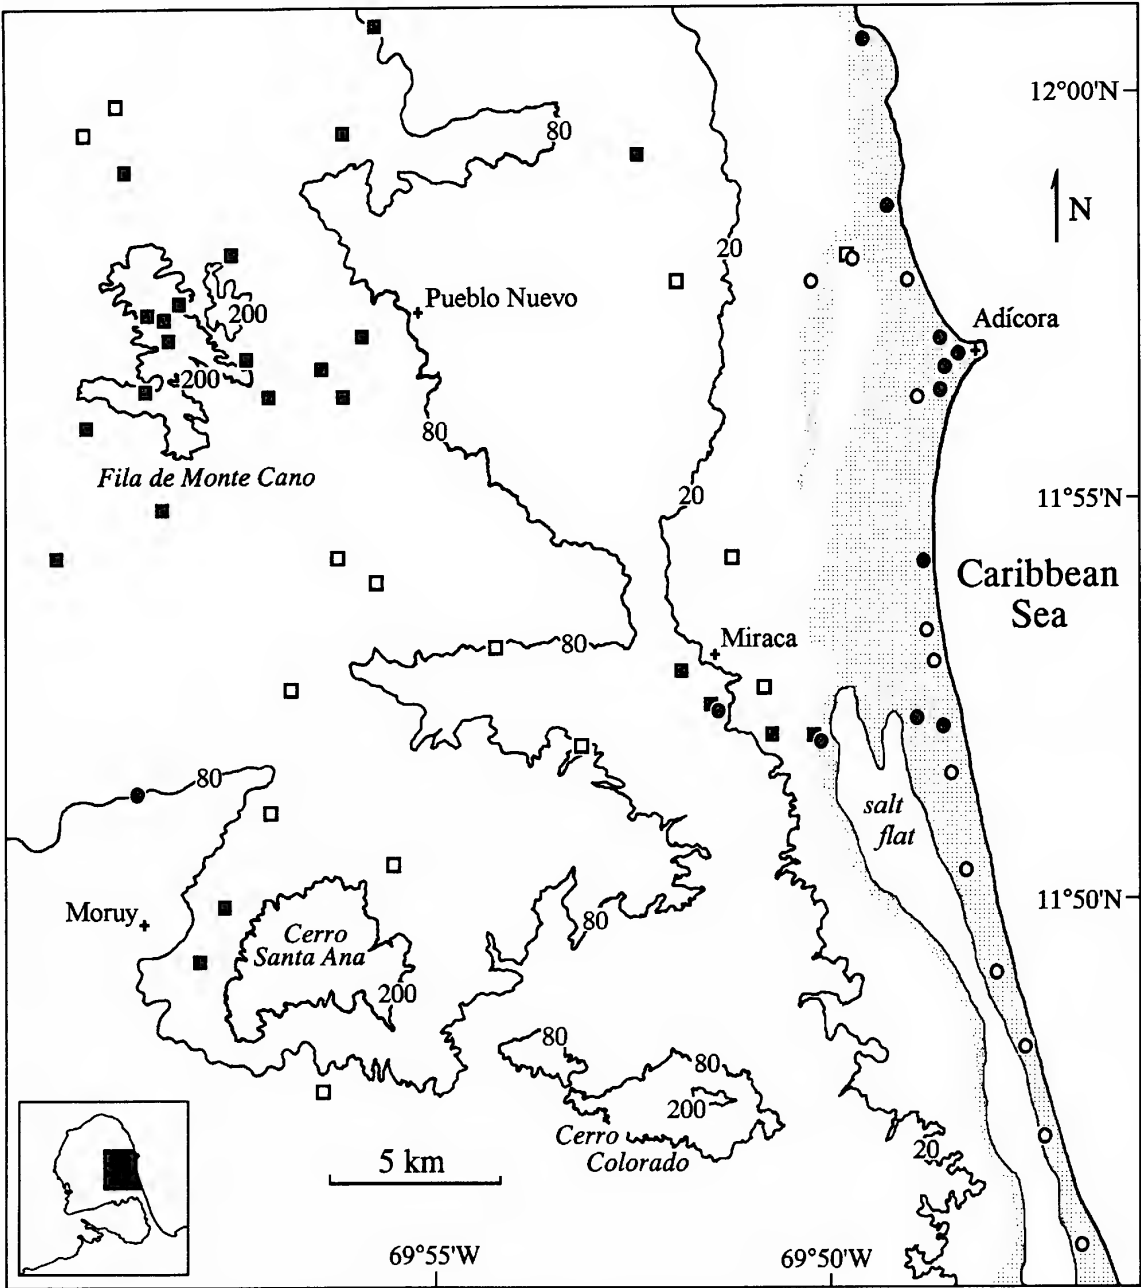 12°00'N
80
N
20
200
Pueblo Nuevo
Adícora
200
80
Fila de Monte Cano
20
11°55'N
Caribbean
Sea
80
Miraca
80
salt
flat
Moruy
80
11°50'N
Cerro
Santa Ana
200
80
80
200
Cerro
Colorado
20
5 km
69°55'W
69°50'W